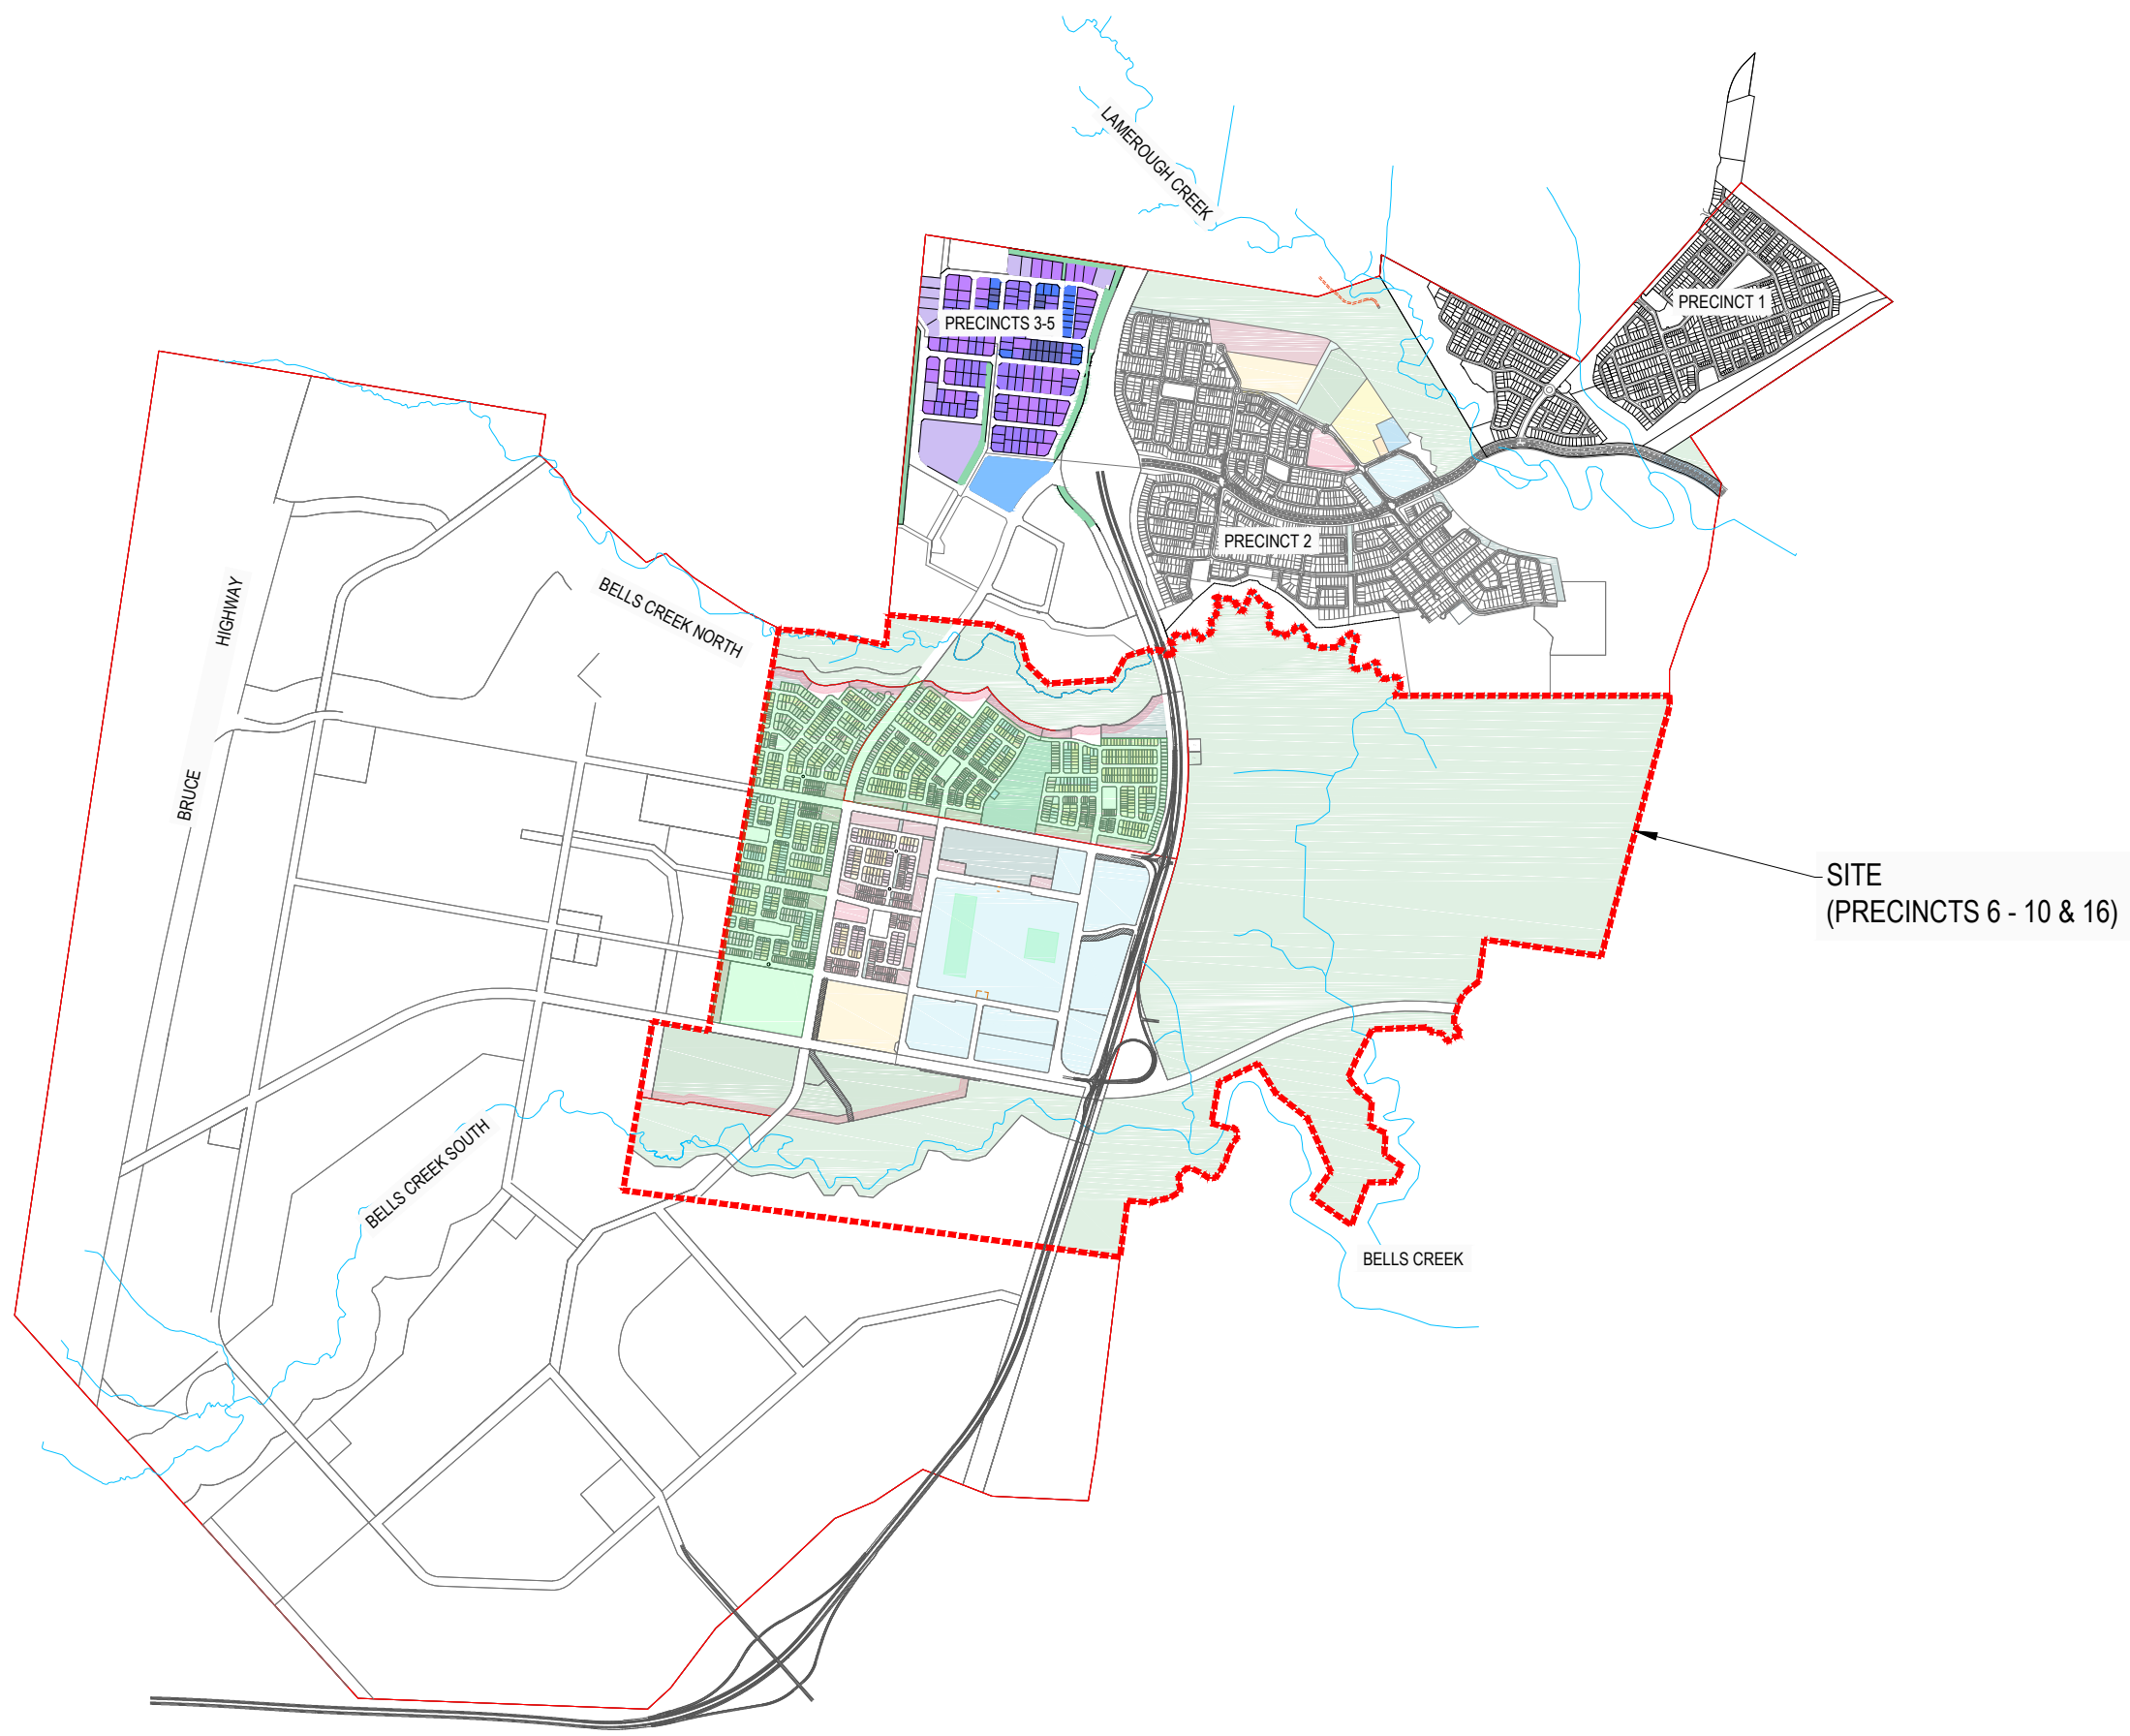 LAMEROUGH CREEK
PRECINCT 1
PRECINCTS 3-5
PRECINCT 2
BELLS CREEK NORTH
HIGHWAY
BRUCE
SITE
(PRECINCTS 6 - 10 & 16)
BELLS CREEK SOUTH
BELLS CREEK